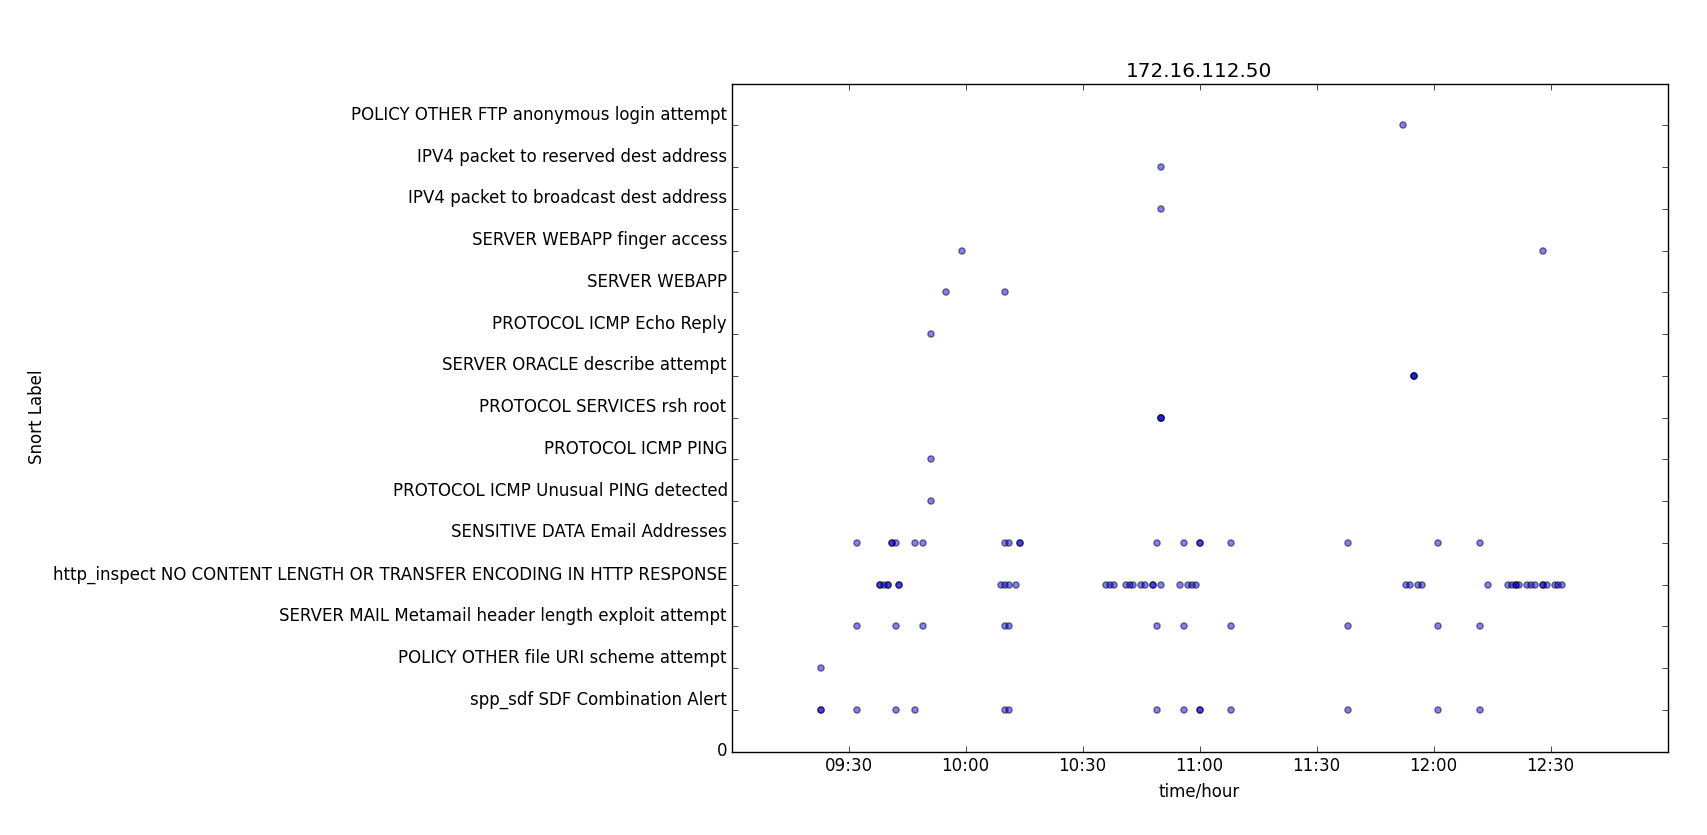 172.16.112.50
POLICY OTHER FTP anonymous login attempt
IPV4 packet to reserved dest address
IPV4 packet to broadcast dest address
SERVER WEBAPP finger access
SERVER WEBAPP
PROTOCOL ICMP Echo Reply
SERVER ORACLE describe attempt
PROTOCOL SERVICES rsh root
PROTOCOL ICMP PING
PROTOCOL ICMP Unusual PING detected
SENSITIVE DATA Email Addresses
http_inspect NO CONTENT LENGTH OR TRANSFER ENCODING IN HTTP RESPONSE
SERVER MAIL Metamail header length exploit attempt
POLICY OTHER file URI scheme attempt
spp_sdf SDF Combination Alert
0
Snort Label
09:30 10:00 10:30 11:00 11:30 12:00 12:30
time/hour